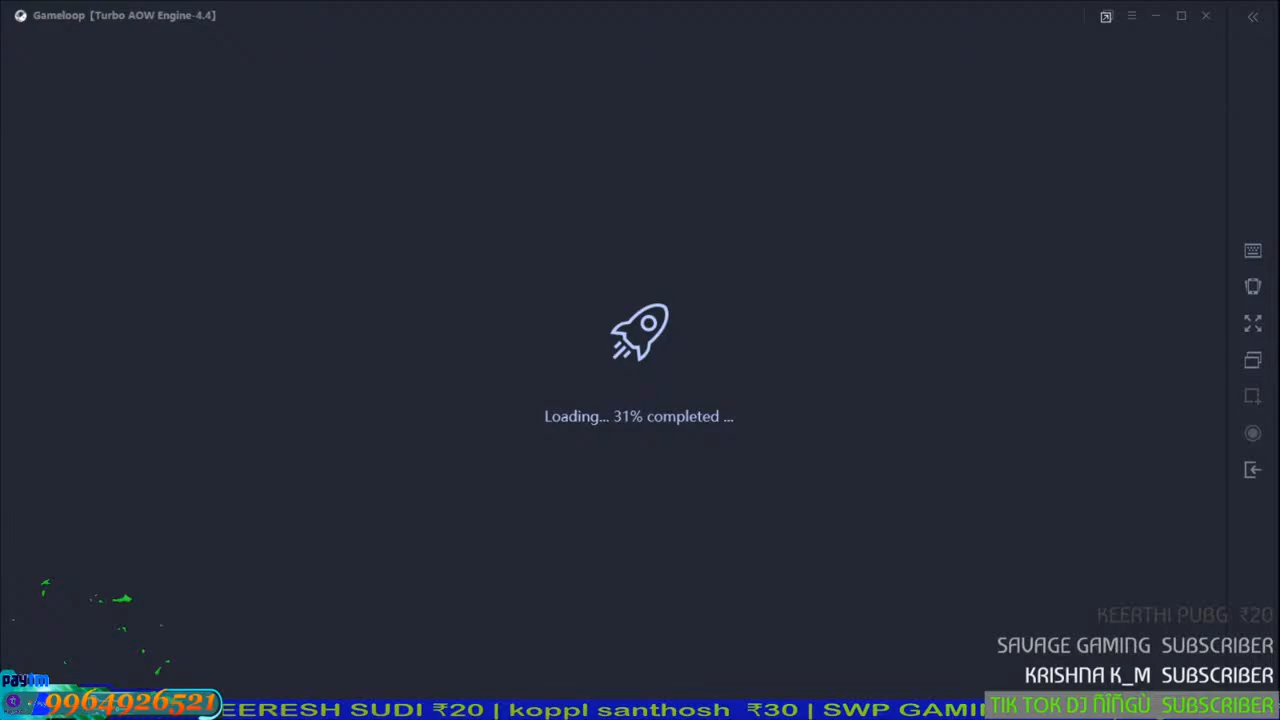 Gameloop [Turbo AOW Engine-4.4]
Loading... 31% completed ...
KEERTHI PUBG ₹20
SAVAGE GAMING SUBSCRIBER
KRISHNA K_M SUBSCRIBER
TIK TOK DJ ÑÍÑGÙ SUBSCRIBER
paytm
9964926521
EERESH SUDI ₹20 | koppl santhosh ₹30 | SWP GAMI